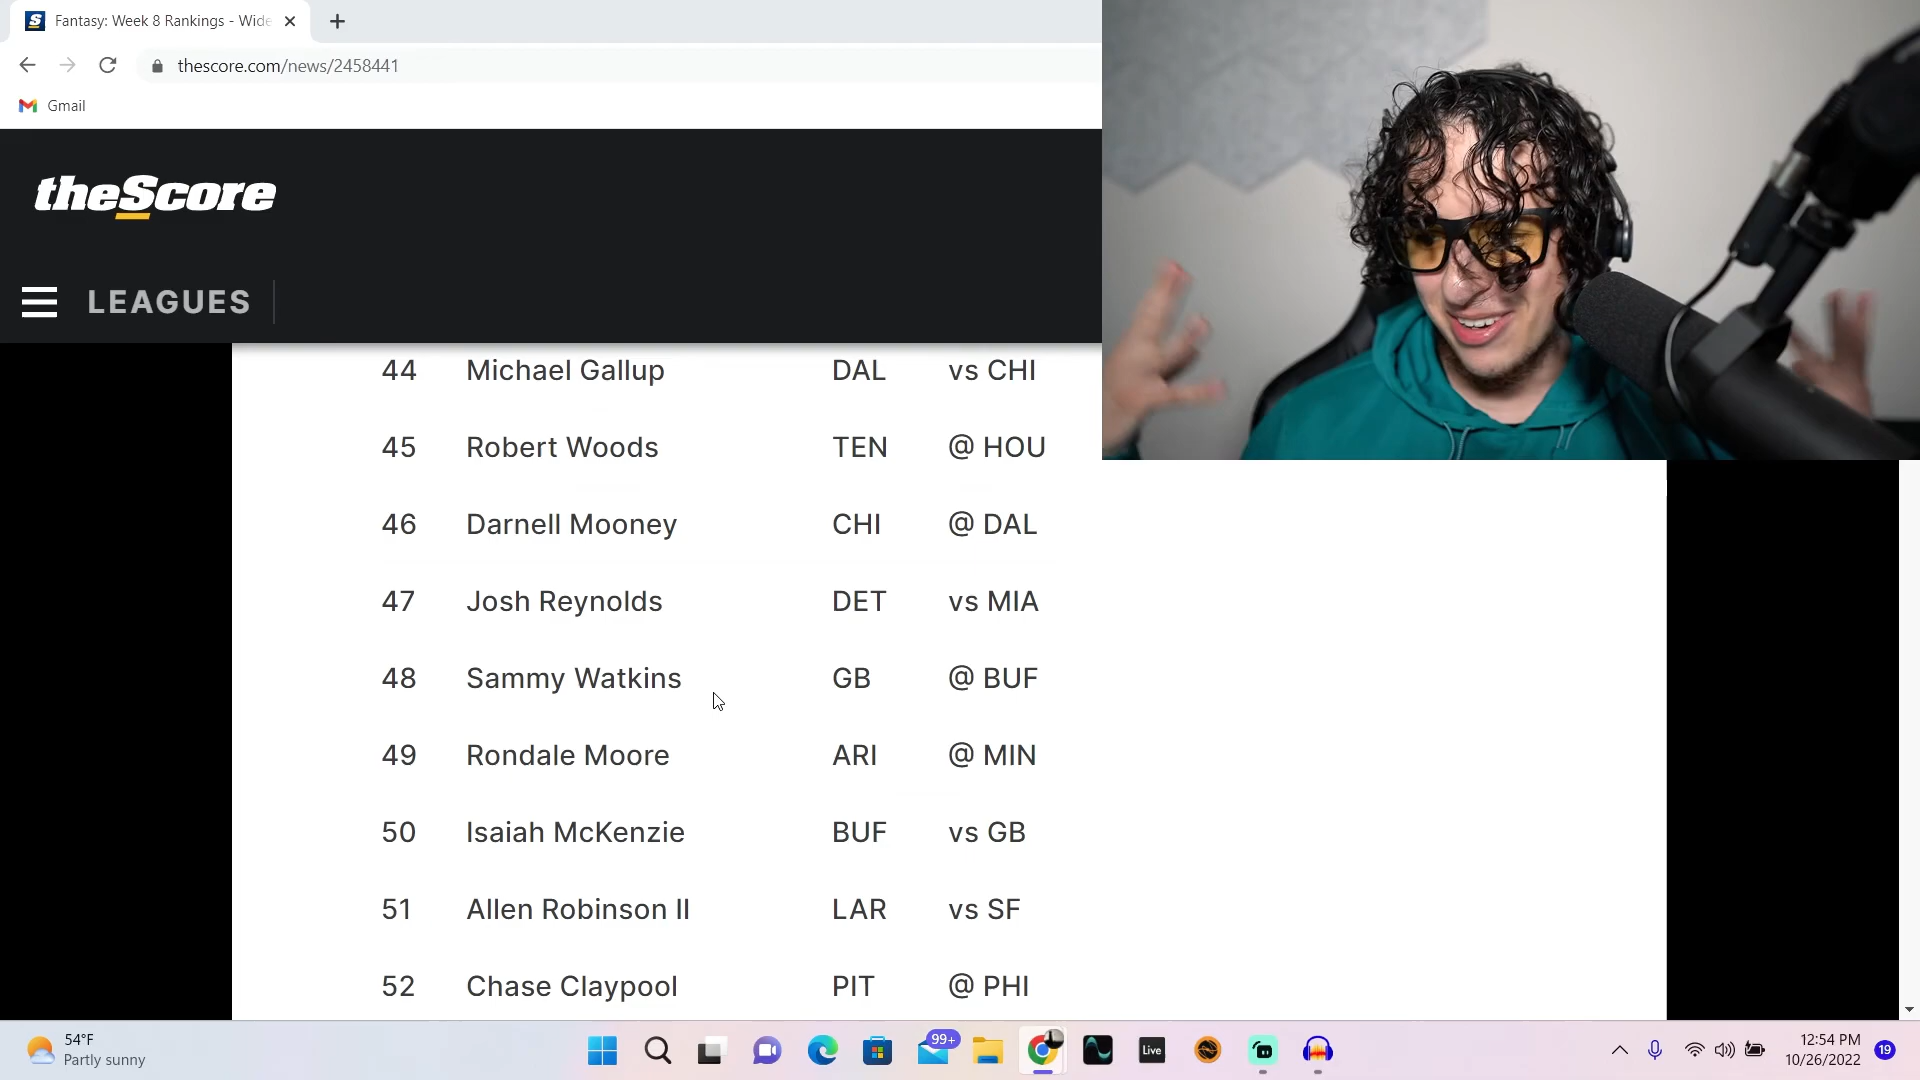 Fantasy: Week 8 Rankings - Wide
thescore.com/news/2458441
Gmail
theScore
LEAGUES
44 Michael Gallup DAL vs CHI
45 Robert Woods TEN @ HOU
46 Darnell Mooney CHI @ DAL
47 Josh Reynolds DET vs MIA
48 Sammy Watkins GB @ BUF
49 Rondale Moore ARI @ MIN
50 Isaiah McKenzie BUF vs GB
51 Allen Robinson II LAR vs SF
52 Chase Claypool PIT @ PHI
54°F
Partly sunny
99+
Live
12:54 PM
10/26/2022
19